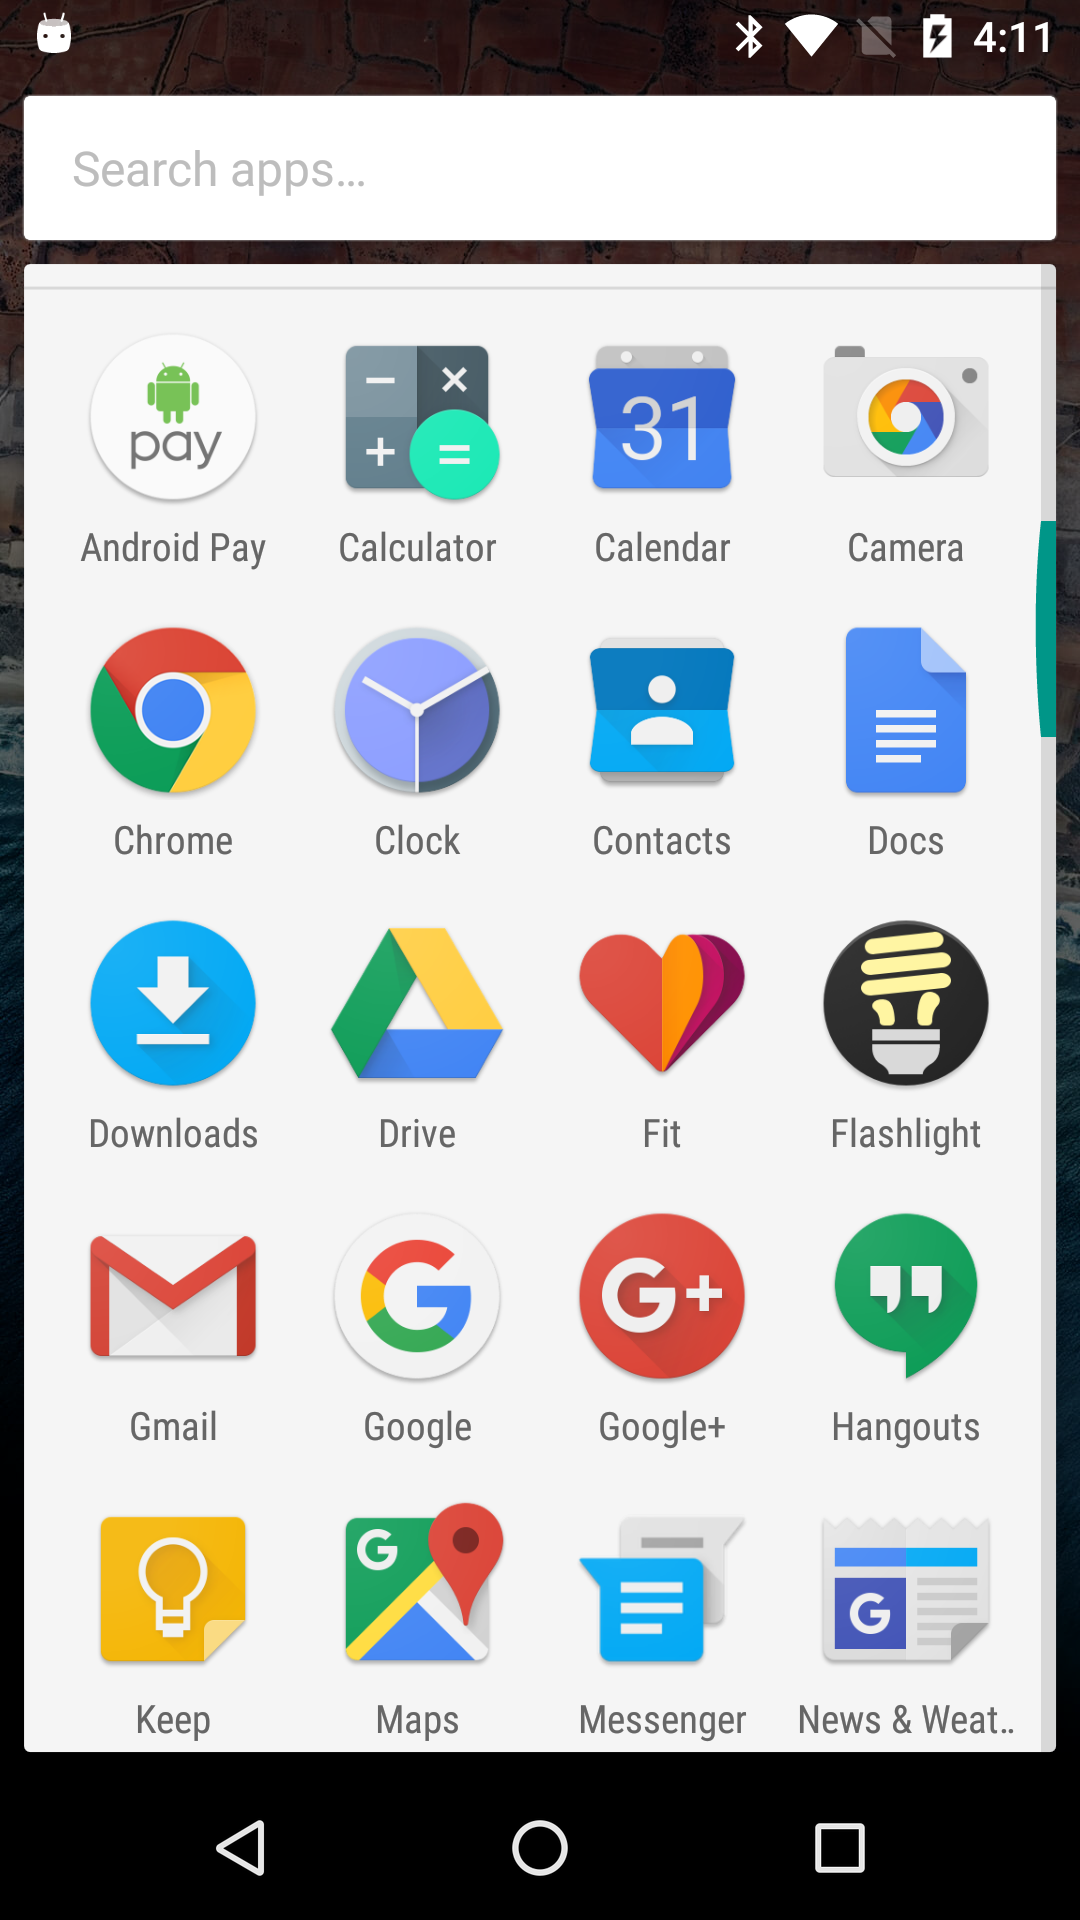 4:11
Search apps...
pay
31
Android Pay Calculator Calendar Camera
Chrome Clock Contacts Docs
Downloads Drive Fit Flashlight
G G+
Gmail Google Google+ Hangouts
G G
Keep Maps Messenger News & Weat..